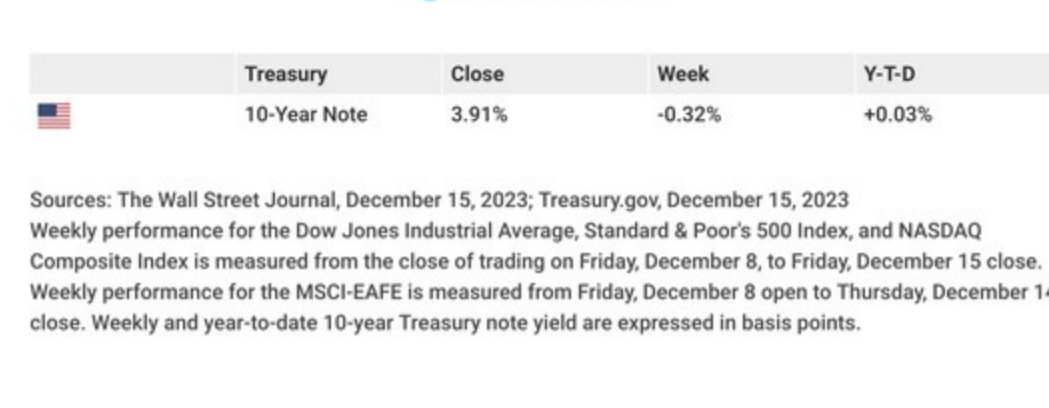 Treasury Close Week Y-T-D
10-Year Note 3.91% -0.32% +0.03%
Sources: The Wall Street Journal, December 15, 2023; Treasury.gov, December 15, 2023
Weekly performance for the Dow Jones Industrial Average, Standard & Poor's 500 Index, and NASDAQ
Composite Index is measured from the close of trading on Friday, December 8, to Friday, December 15 close.
Weekly performance for the MSCI-EAFE is measured from Friday, December 8 open to Thursday, December
close. Weekly and year-to-date 10-year Treasury note yield are expressed in basis points.